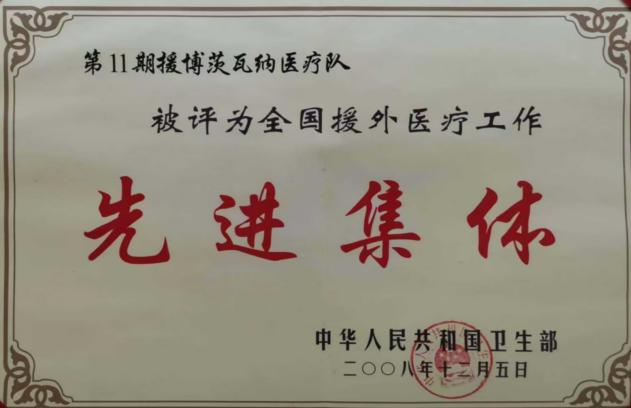 第11期援博茨瓦纳医疗队
被评为全国援外医疗工作
先进集体
中华人民共和国卫生部
二〇〇八年十二月五日